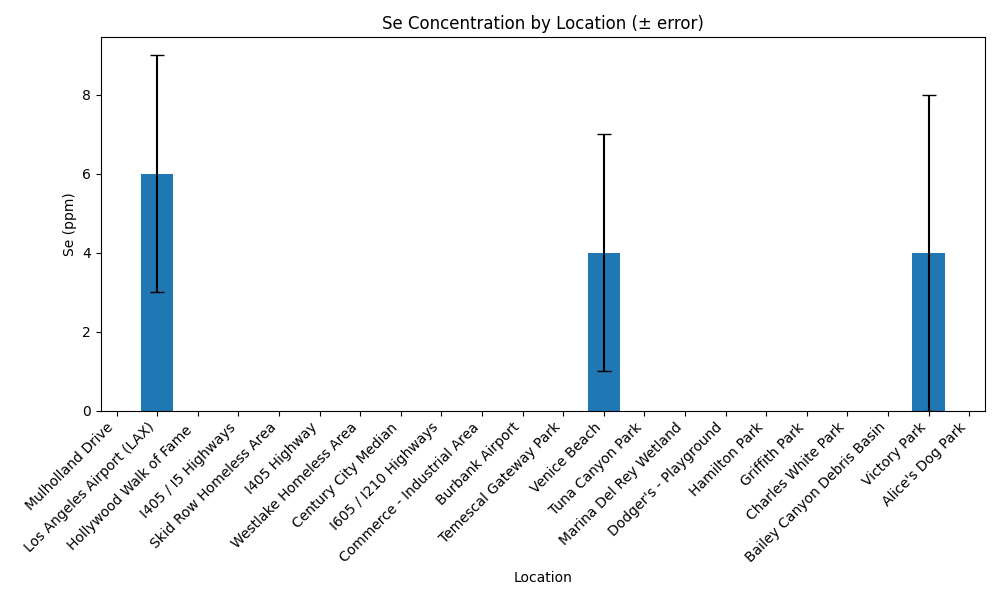 Se Concentration by Location (± error)
Se (ppm)
8
6
4
2
0
Mulholland Drive
Los Angeles Airport (LAX)
Hollywood Walk of Fame
I405 / I5 Highways
Skid Row Homeless Area
I405 Highway
Westlake Homeless Area
Century City Median
I605 / I210 Highways
Commerce - Industrial Area
Burbank Airport
Temescal Gateway Park
Venice Beach
Tuna Canyon Park
Marina Del Rey Wetland
Dodger's - Playground
Hamilton Park
Griffith Park
Charles White Park
Bailey Canyon Debris Basin
Victory Park
Alice's Dog Park
Location